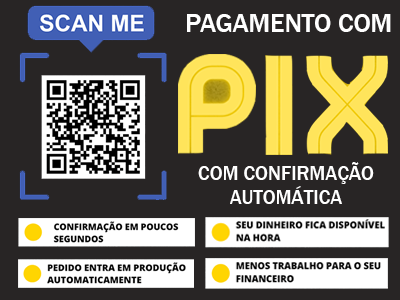 SCAN ME
PAGAMENTO COM
PIX
COM CONFIRMAÇÃO
AUTOMÁTICA
CONFIRMAÇÃO EM POUCOS
SEGUNDOS
SEU DINHEIRO FICA DISPONÍVEL
NA HORA
PEDIDO ENTRA EM PRODUÇÃO
AUTOMATICAMENTE
MENOS TRABALHO PARA O SEU
FINANCEIRO